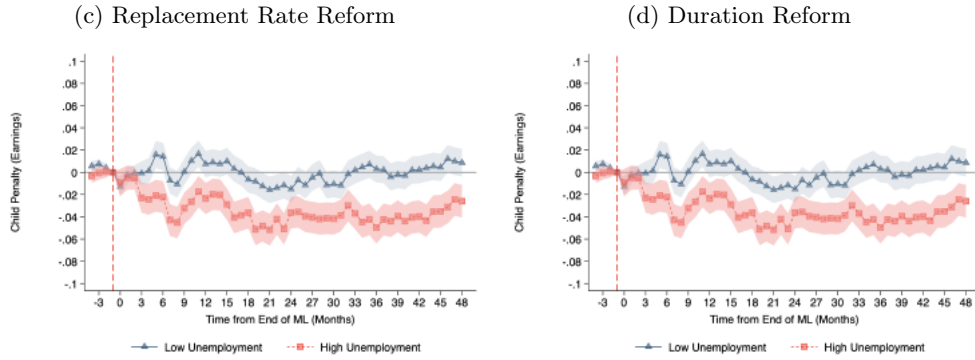 (c) Replacement Rate Reform
(d) Duration Reform
Child Penalty (Earnings)
.1
.08
.06
.04
.02
0
-.02
-.04
-.06
-.08
-.1
-3 0 3 6 9 12 15 18 21 24 27 30 33 36 39 42 45 48
Time from End of ML (Months)
Low Unemployment High Unemployment
Child Penalty (Earnings)
.1
.08
.06
.04
.02
0
-.02
-.04
-.06
-.08
-.1
-3 0 3 6 9 12 15 18 21 24 27 30 33 36 39 42 45 48
Time from End of ML (Months)
Low Unemployment High Unemployment